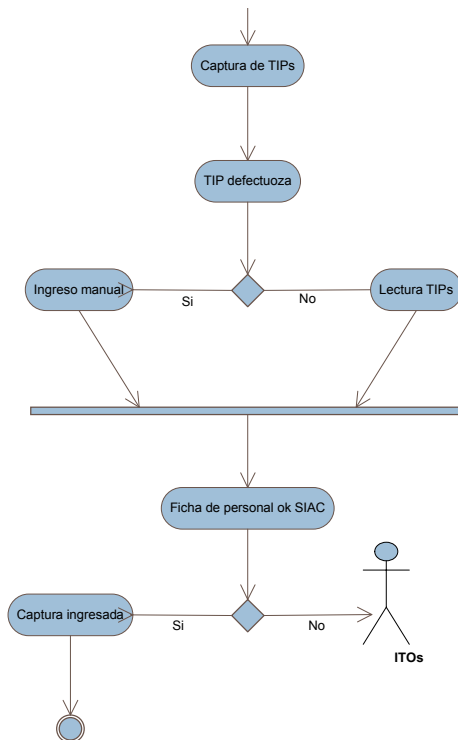 Captura de TIPs
TIP defectuoza
Ingreso manual
Si
No
Lectura TIPs
Ficha de personal ok SIAC
Captura ingresada
Si
No
ITOs